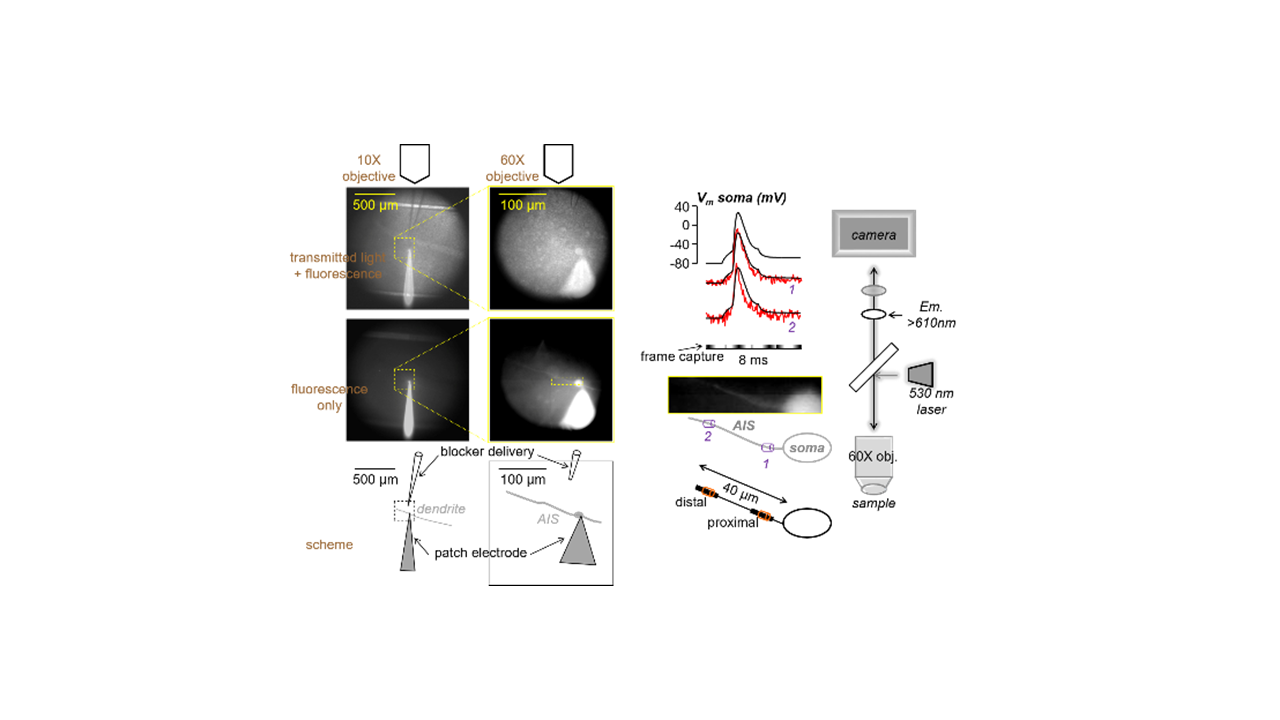 10X
objective
60X
objective
500 µm
100 µm
transmitted light
+ fluorescence
fluorescence
only
blocker delivery
500 µm
100 µm
dendrite
AIS
patch electrode
scheme
Vm soma (mV)
40
0
-40
-80
1
2
frame capture
8 ms
AIS
2
1
soma
40 µm
distal
proximal
camera
Em.
>610nm
530 nm
laser
60X obj.
sample